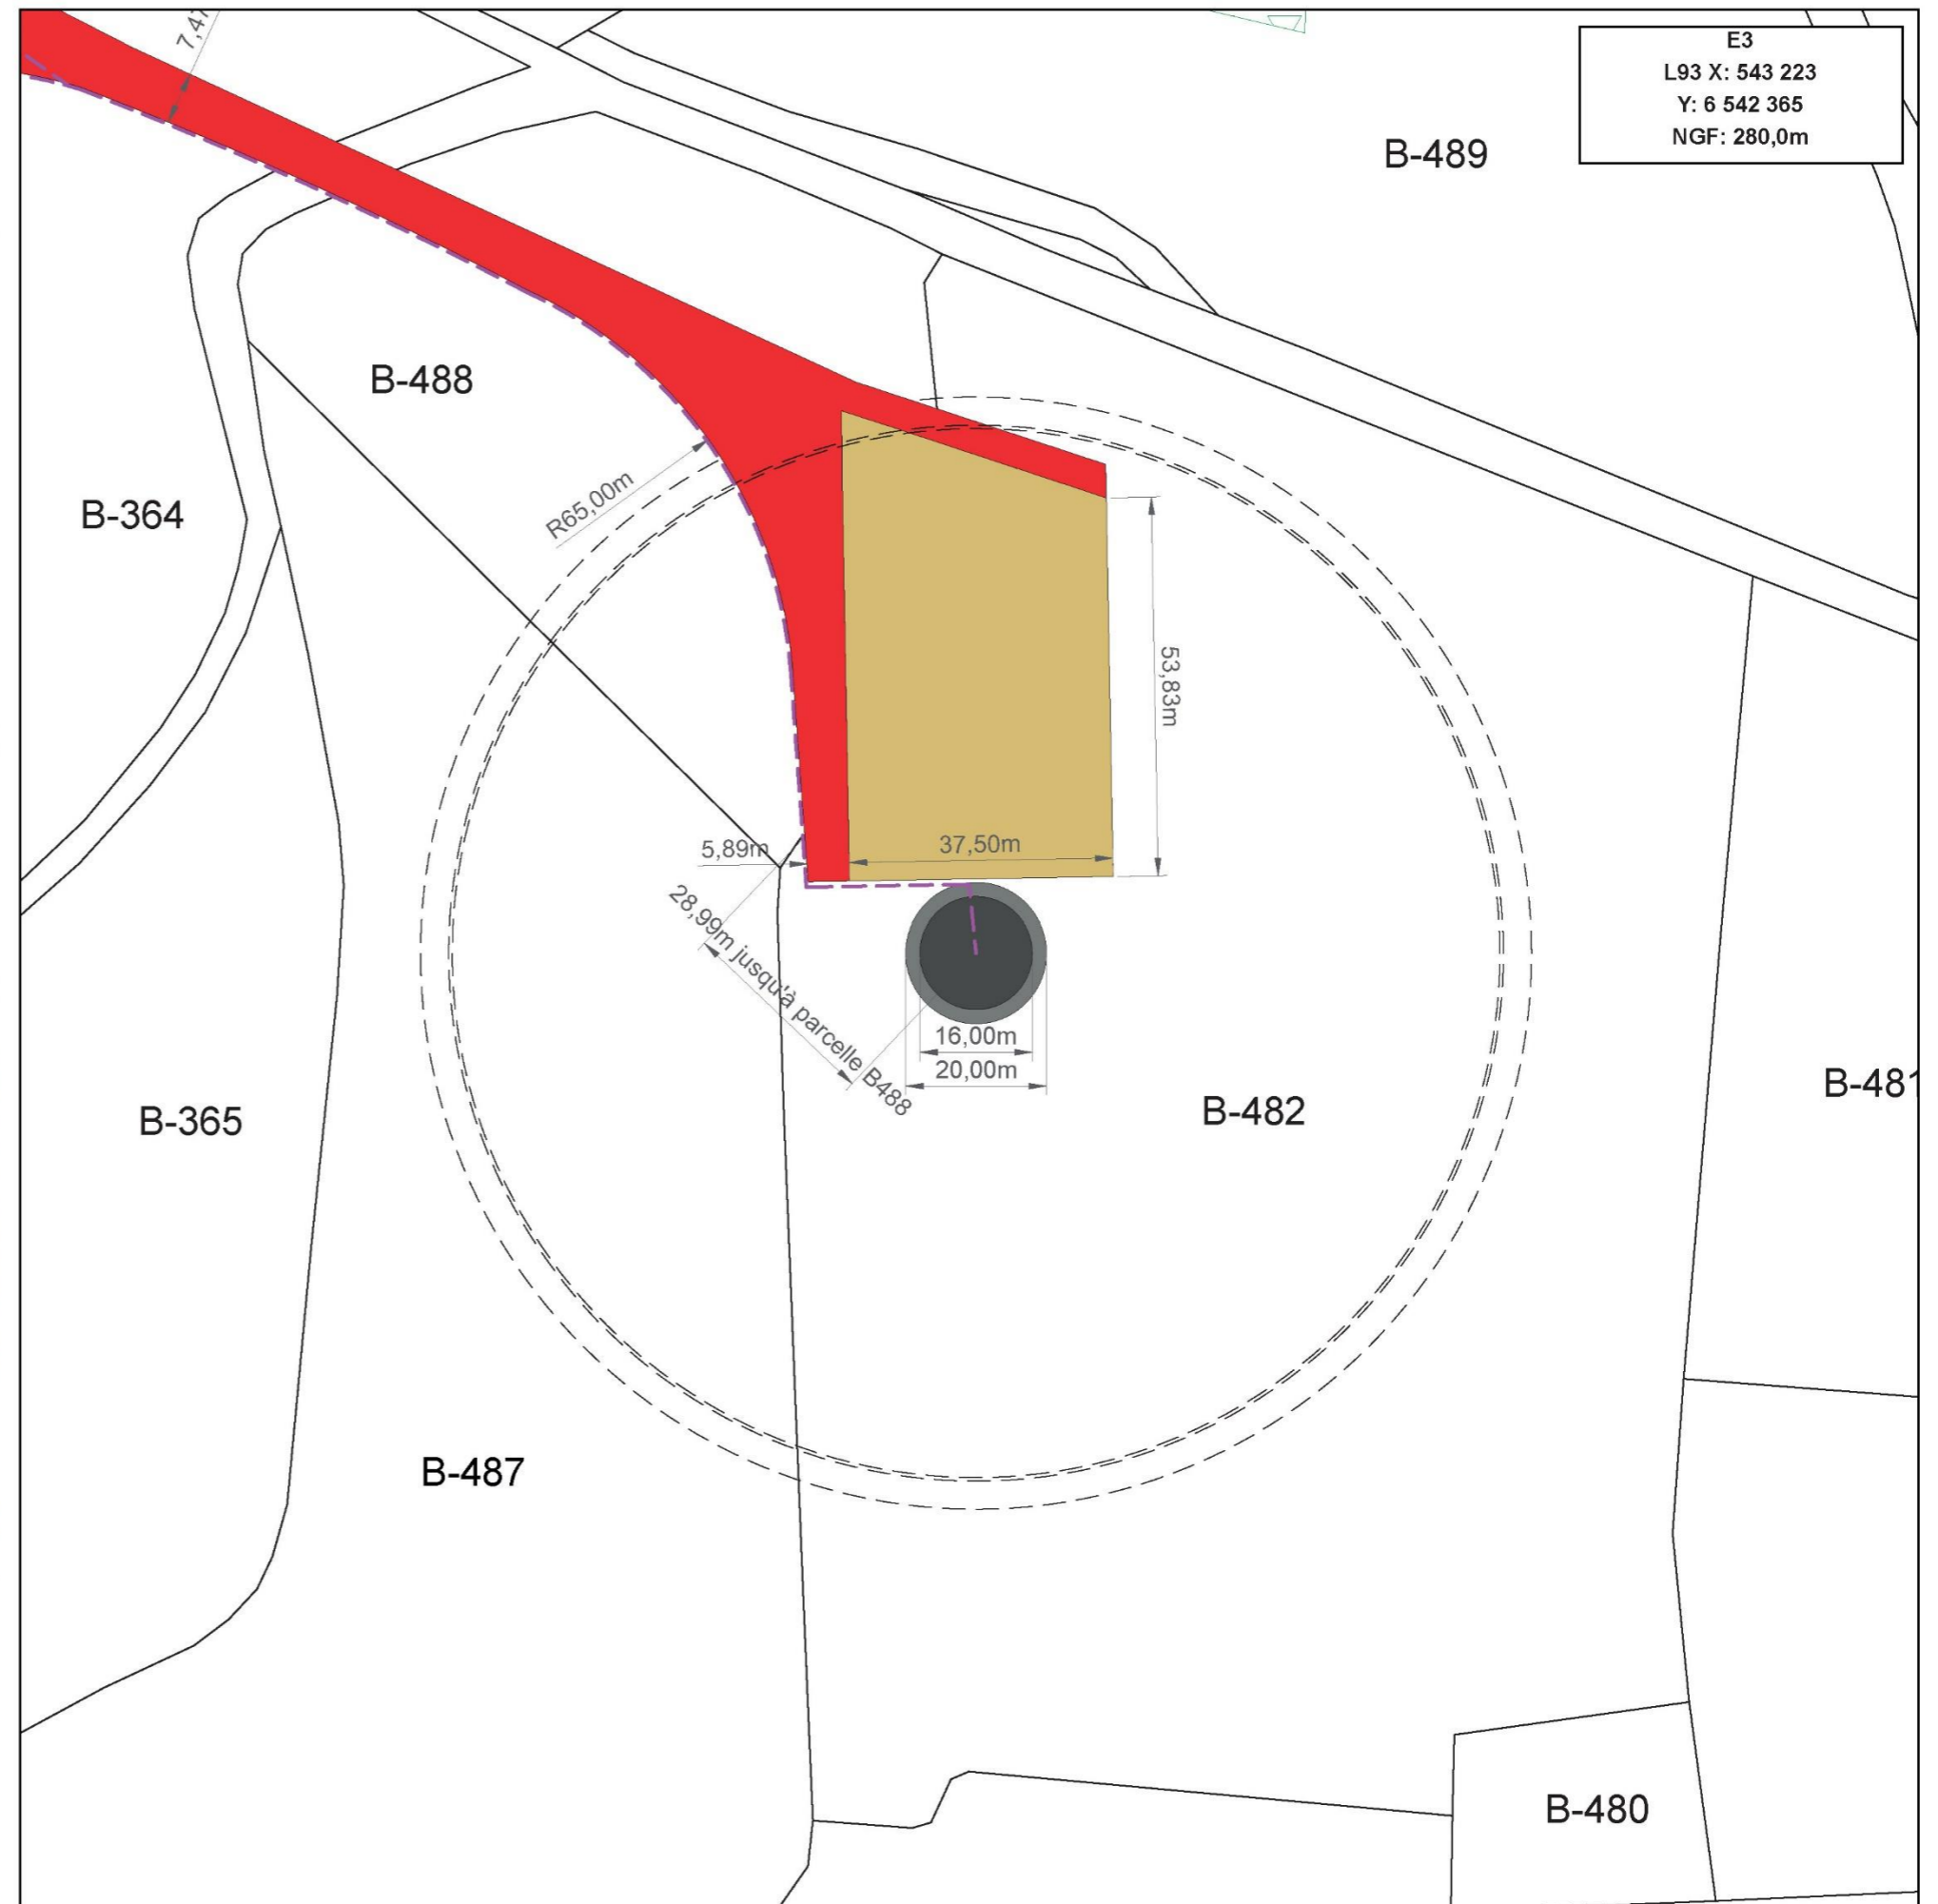 E3
L93 X: 543 223
Y: 6 542 365
NGF: 280,0m
B-489
B-488
R65,00m
B-364
53,83m
37,50m
5,89m
28,99m jusqu'à parcelle B488
16,00m
20,00m
B-482
B-365
B-487
B-480